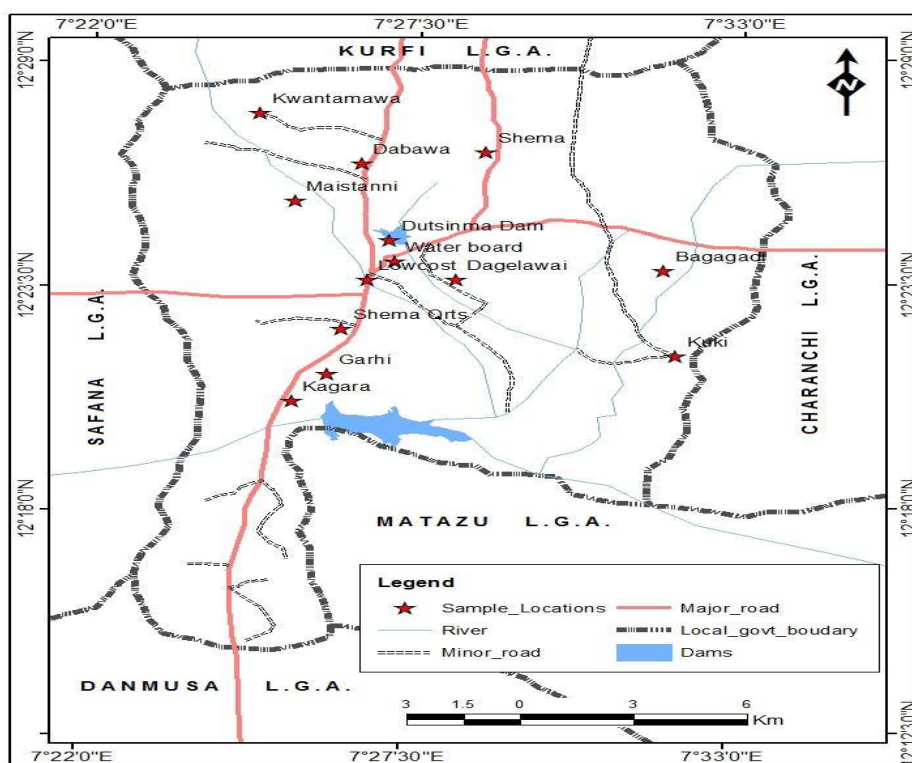 7°22'0"E 7°27'30"E 7°33'0"E
12°29'0"N 12°29'0"N
KURFI L.G.A.
N
Kwantamawa
Dabawa
Shema
Maistanni
Dutsinma Dam
Water board
Lowcost Dagelawai
Bagagadi
12°23'30"N 12°23'30"N
SAFANA L.G.A.
CHARANCHI L.G.A.
Shema Qrts
Kuki
Garhi
Kagara
12°18'0"N 12°18'0"N
MATAZU L.G.A.
Legend
Sample_Locations Major_road
River Local_govt_boudary
Minor_road Dams
DANMUSA L.G.A.
3 1.5 0 3 6
Km
12°12'30"N
7°22'0"E 7°27'30"E 7°33'0"E